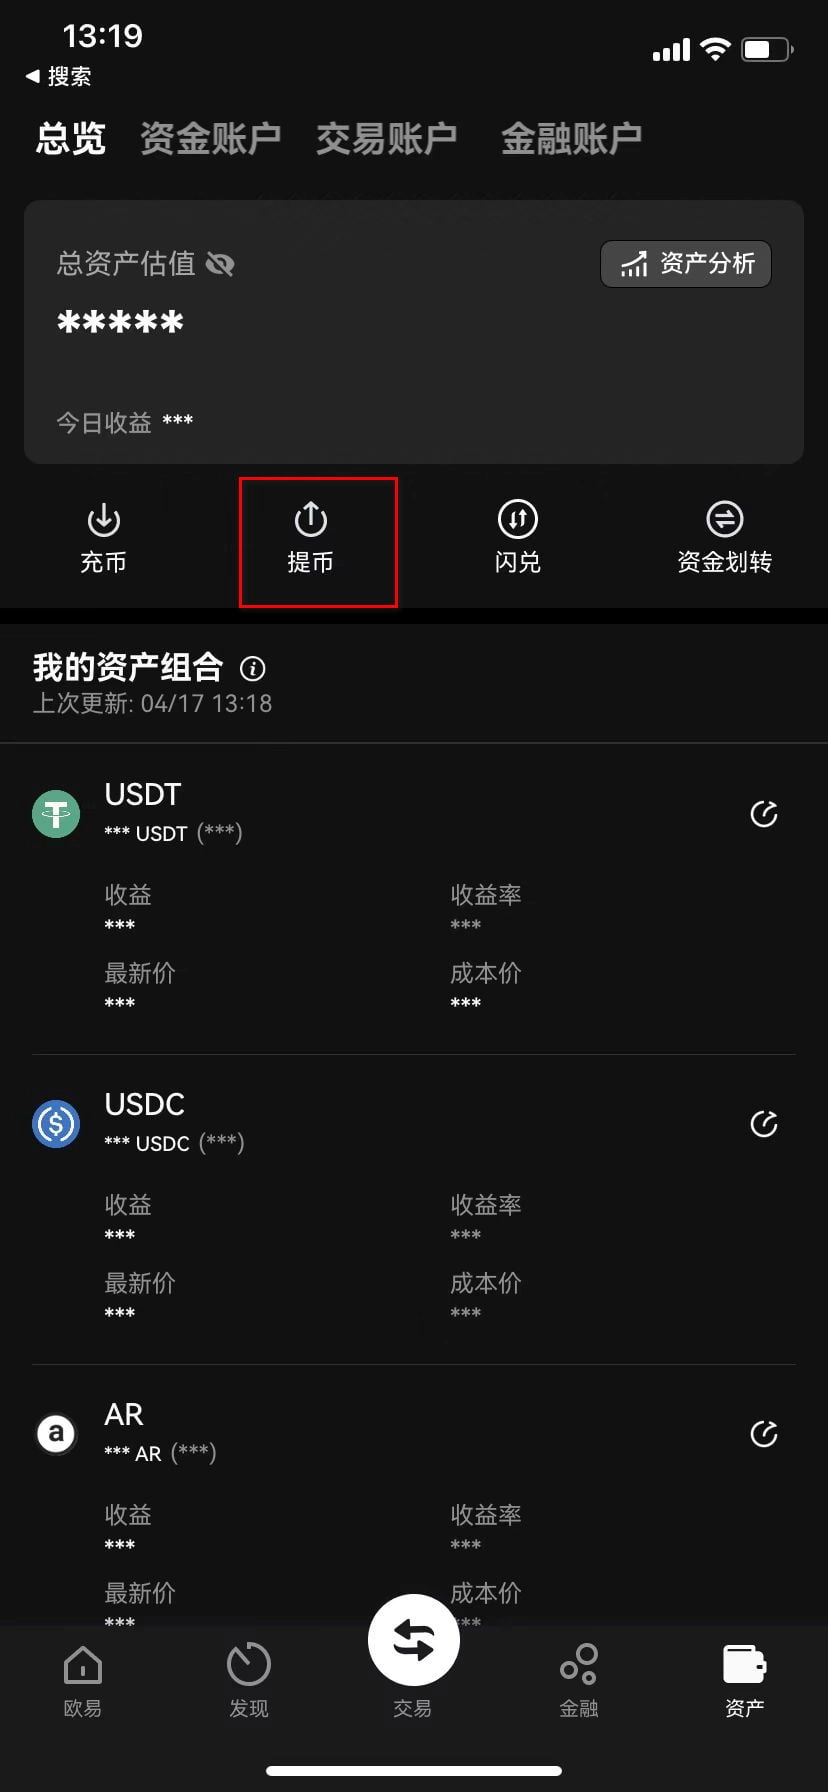 13:19
◀ 搜索
总览 资金账户 交易账户 金融账户
总资产估值 资产分析
*****
今日收益 ***
充币 提币 闪兑 资金划转
我的资产组合
上次更新: 04/17 13:18
USDT
*** USDT (***)
收益 收益率
*** ***
最新价 成本价
*** ***
USDC
*** USDC (***)
收益 收益率
*** ***
最新价 成本价
*** ***
AR
*** AR (***)
收益 收益率
*** ***
最新价 成本价
*** ***
欧易 发现 交易 金融 资产